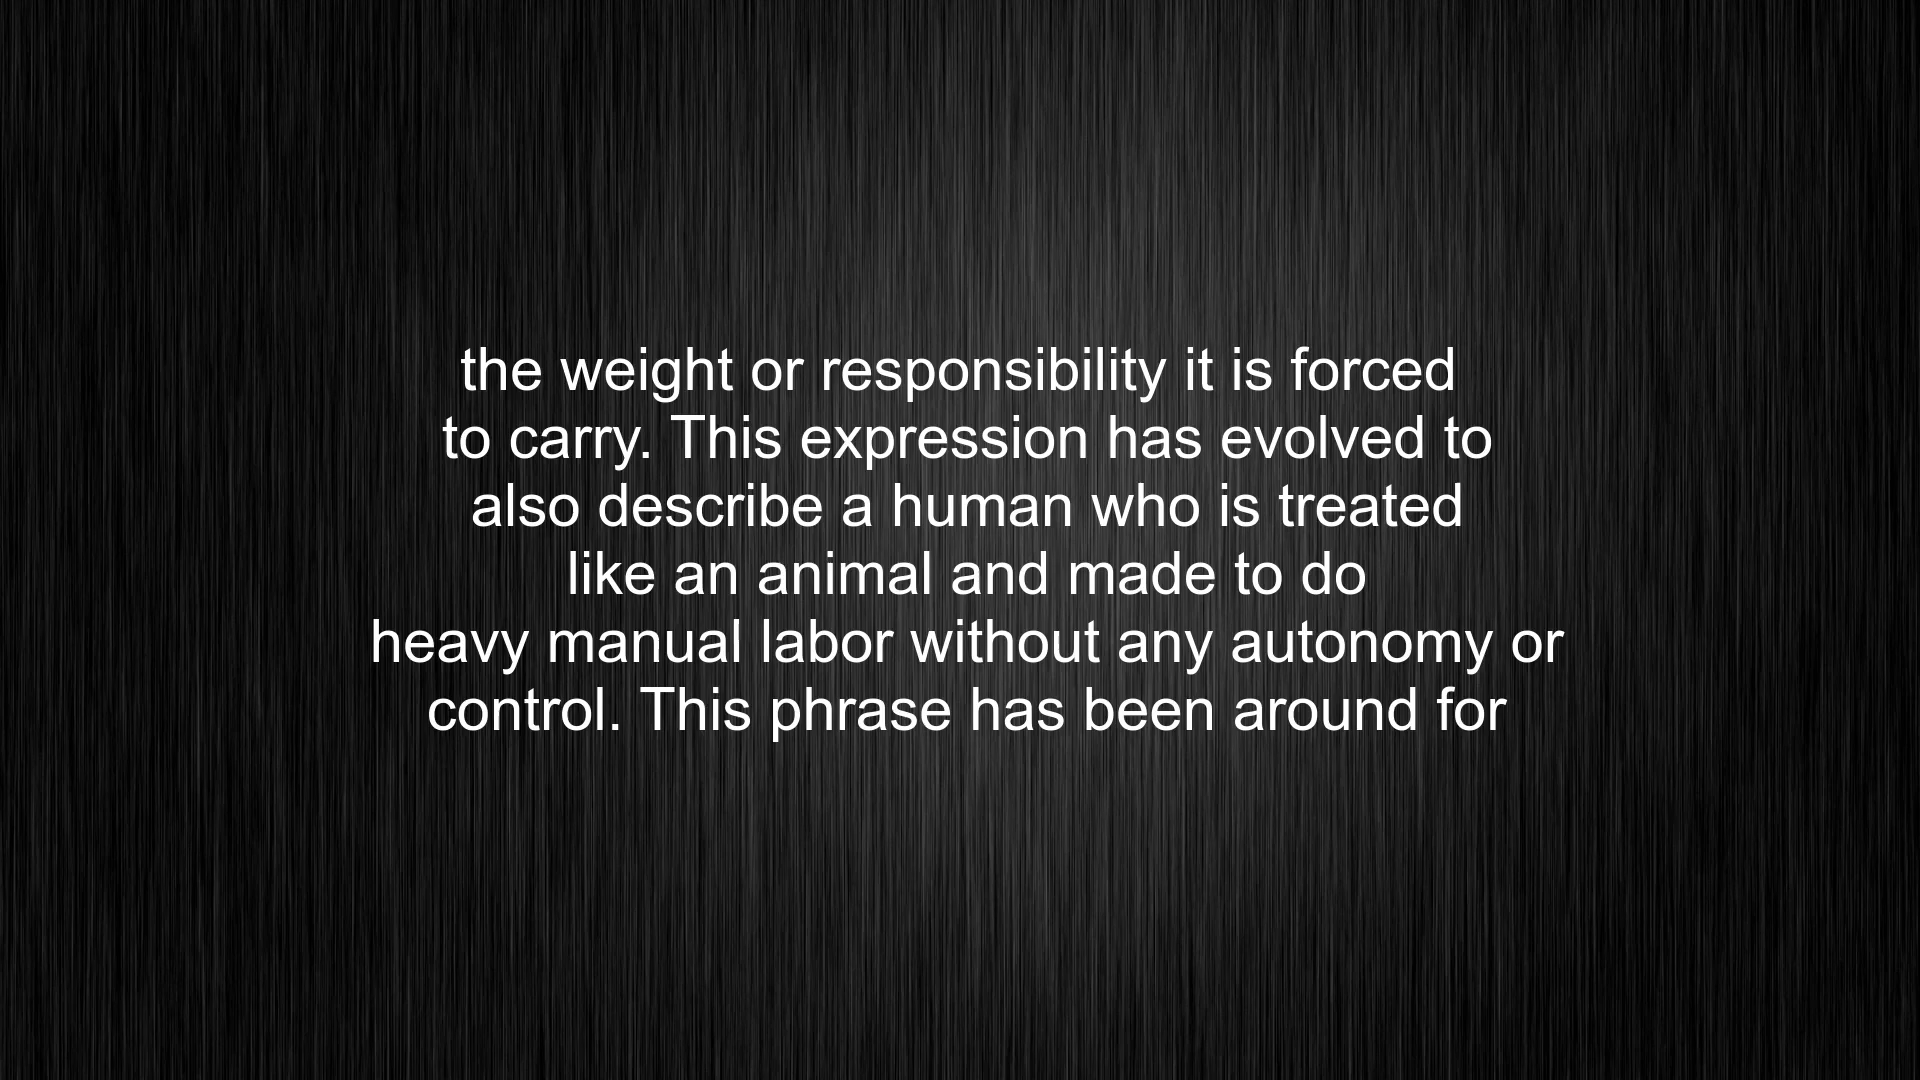 the weight or responsibility it is forced
to carry. This expression has evolved to
also describe a human who is treated
like an animal and made to do
heavy manual labor without any autonomy or
control. This phrase has been around for